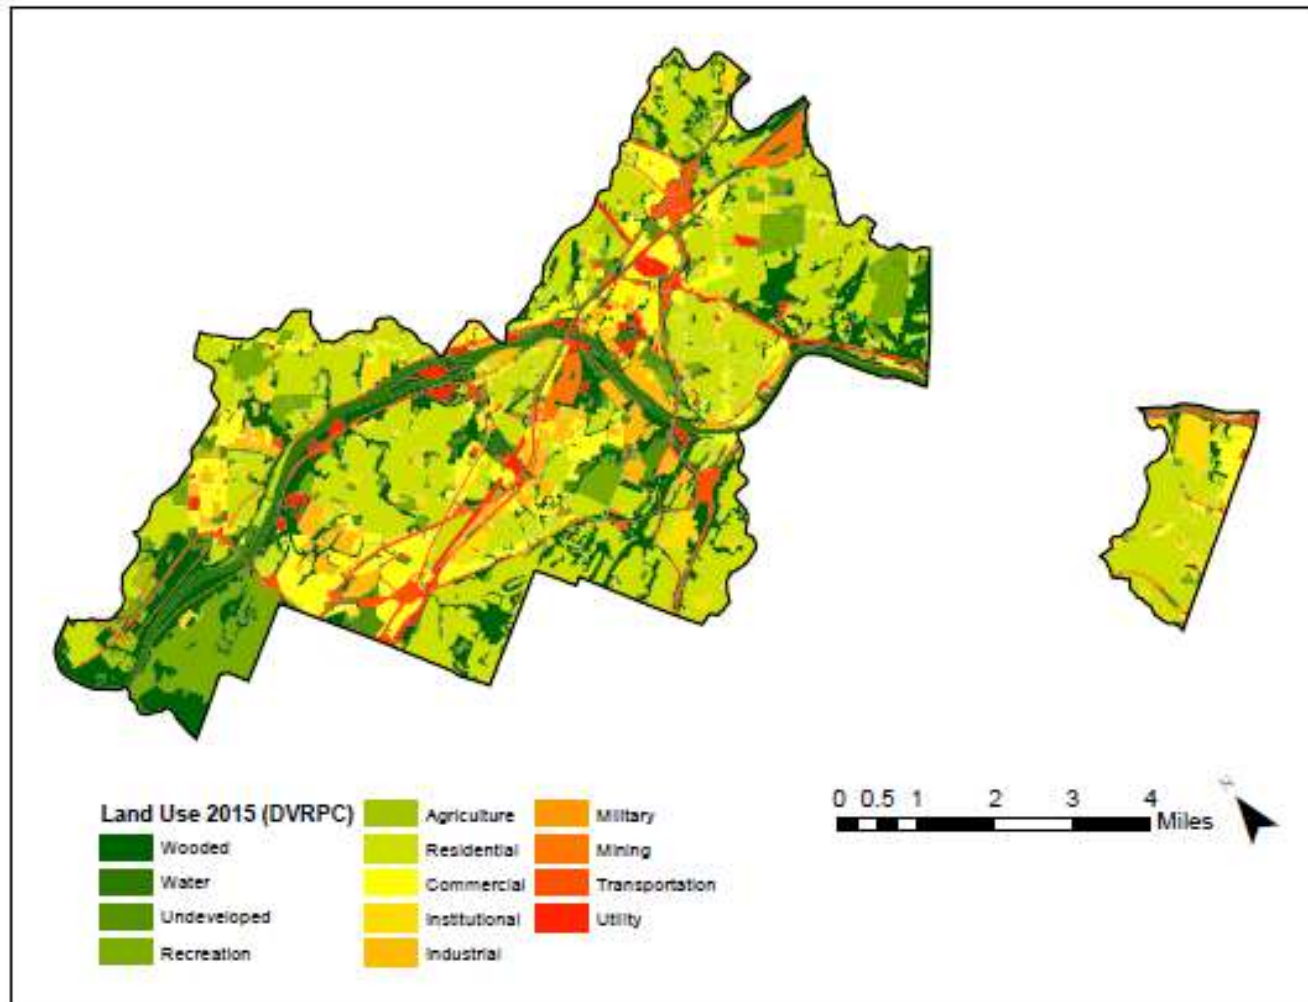 Land Use 2015 (DVRPC)
Wooded
Water
Undeveloped
Recreation
Agriculture
Residential
Commercial
Institutional
Industrial
Military
Mining
Transportation
Utility
0 0.5 1 2 3 4
Miles